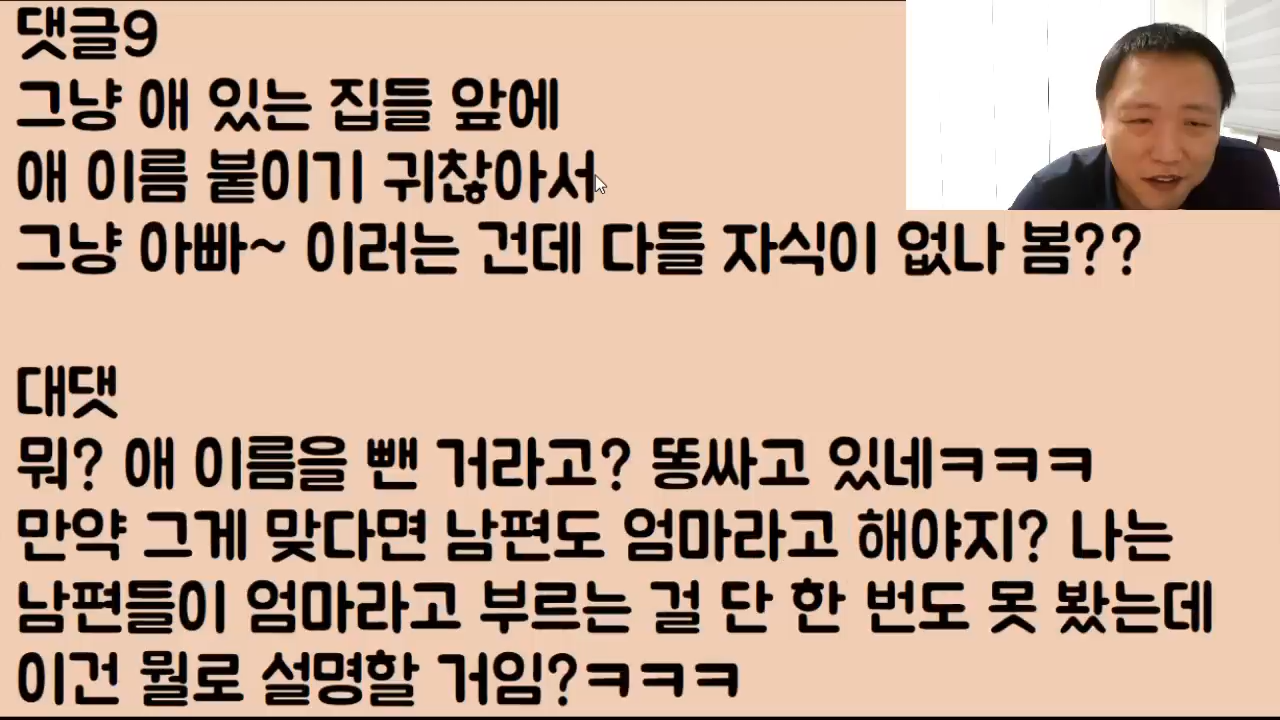 댓글9
그냥 애 있는 집들 앞에
애 이름 붙이기 귀찮아서
그냥 아빠~ 이러는 건데 다들 자식이 없나 봄??
대댓
뭐? 애 이름을 뺀 거라고? 똥싸고 있네ㅋㅋㅋ
만약 그게 맞다면 남편도 엄마라고 해야지? 나는
남편들이 엄마라고 부르는 걸 단 한 번도 못 봤는데
이건 뭘로 설명할 거임?ㅋㅋㅋ